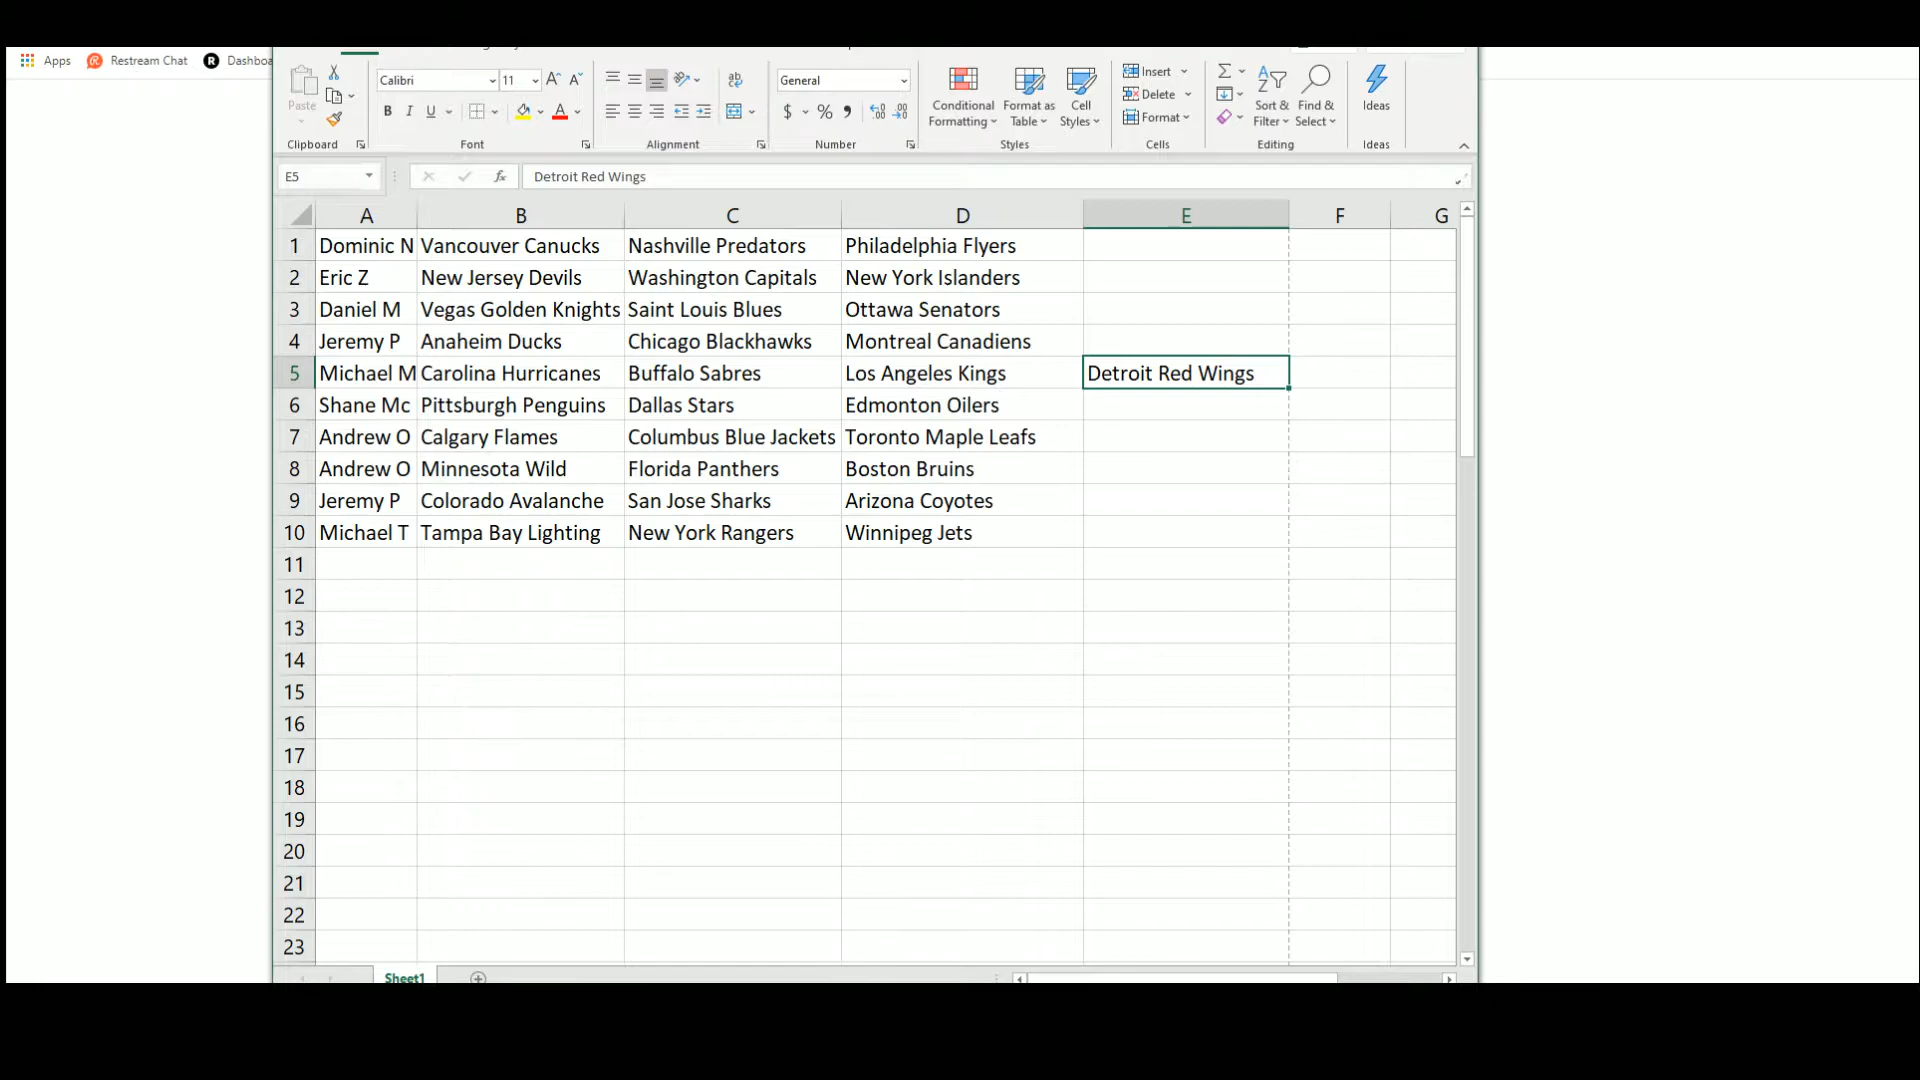 Apps Restream Chat Dashboa
Paste
Clipboard
Calibri 11
B I U
Font
ab
Alignment
General
$ % ,
Number
Conditional Formatting
Format as Table
Cell Styles
Styles
Insert
Delete
Format
Cells
Sort & Filter
Find & Select
Editing
Ideas
Ideas
E5 fx Detroit Red Wings
A B C D E F G
1 Dominic N Vancouver Canucks Nashville Predators Philadelphia Flyers
2 Eric Z New Jersey Devils Washington Capitals New York Islanders
3 Daniel M Vegas Golden Knights Saint Louis Blues Ottawa Senators
4 Jeremy P Anaheim Ducks Chicago Blackhawks Montreal Canadiens
5 Michael M Carolina Hurricanes Buffalo Sabres Los Angeles Kings Detroit Red Wings
6 Shane Mc Pittsburgh Penguins Dallas Stars Edmonton Oilers
7 Andrew O Calgary Flames Columbus Blue Jackets Toronto Maple Leafs
8 Andrew O Minnesota Wild Florida Panthers Boston Bruins
9 Jeremy P Colorado Avalanche San Jose Sharks Arizona Coyotes
10 Michael T Tampa Bay Lighting New York Rangers Winnipeg Jets
11
12
13
14
15
16
17
18
19
20
21
22
23
Sheet1